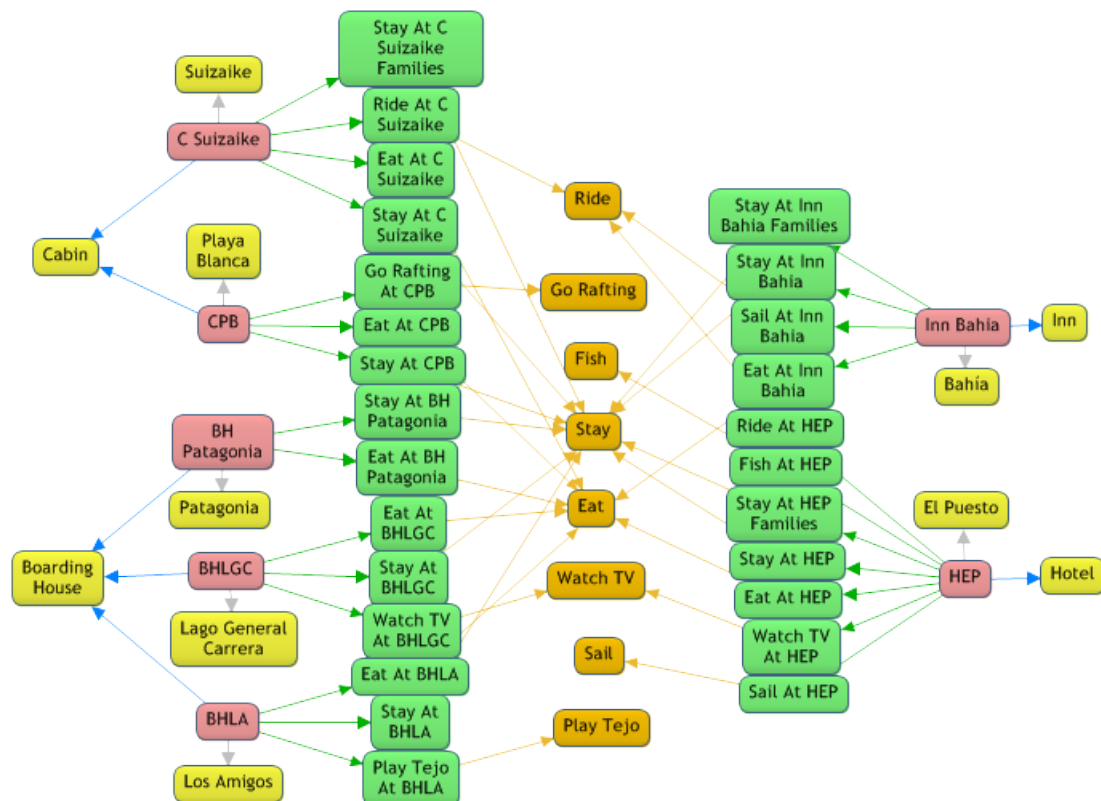 Stay At C
Suizaike
Families
Suizaike
Ride At C
Suizaike
C Suizaike
Eat At C
Suizaike
Stay At C
Suizaike
Cabin
Playa
Blanca
Go Rafting
At CPB
CPB
Eat At CPB
Stay At CPB
Stay At BH
Patagonia
BH
Patagonia
Eat At BH
Patagonia
Patagonia
Eat At
BHLGC
Boarding
House
BHLGC
Stay At
BHLGC
Lago General
Carrera
Watch TV
At BHLGC
Eat At BHLA
BHLA
Stay At
BHLA
Los Amigos
Play Tejo
At BHLA
Ride
Go Rafting
Fish
Stay
Eat
Watch TV
Sail
Play Tejo
Stay At Inn
Bahia Families
Stay At Inn
Bahia
Sail At Inn
Bahia
Inn Bahia
Inn
Eat At Inn
Bahia
Bahía
Ride At HEP
Fish At HEP
Stay At HEP
Families
El Puesto
Stay At HEP
HEP
Hotel
Eat At HEP
Watch TV
At HEP
Sail At HEP